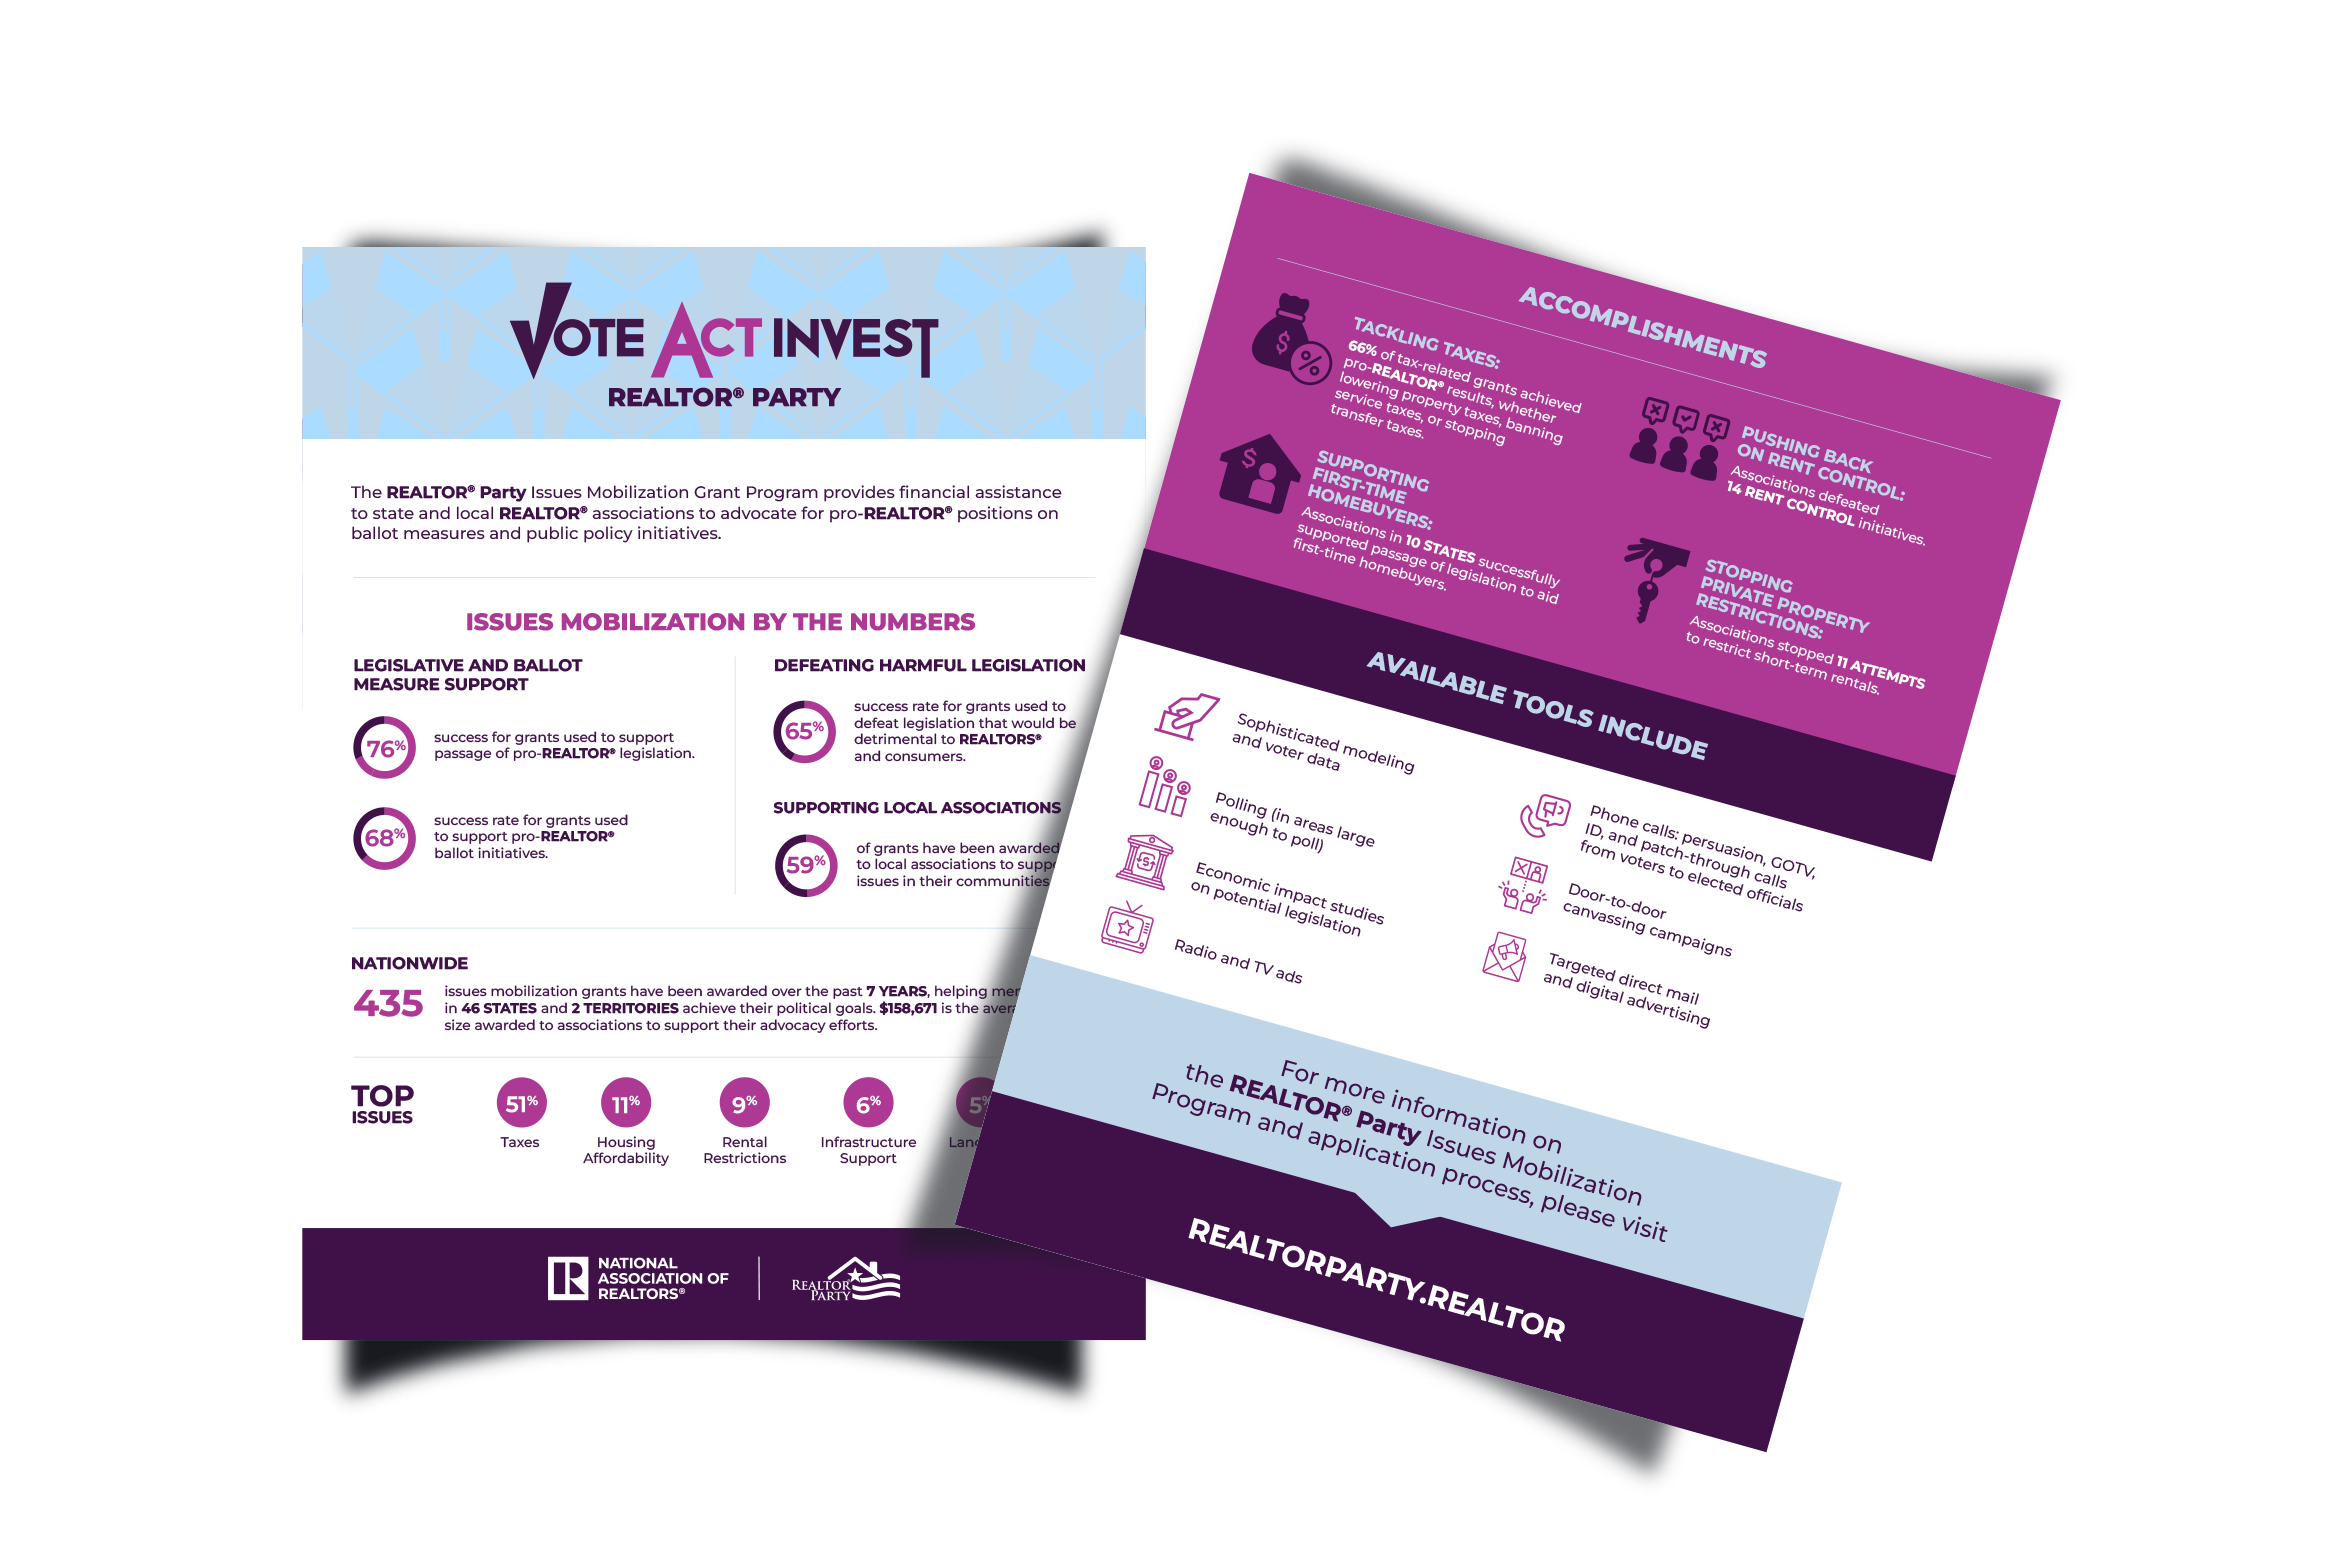 VOTE ACT INVEST
REALTOR® PARTY
The REALTOR® Party Issues Mobilization Grant Program provides financial assistance
to state and local REALTOR® associations to advocate for pro-REALTOR® positions on
ballot measures and public policy initiatives.
ISSUES MOBILIZATION BY THE NUMBERS
LEGISLATIVE AND BALLOT
MEASURE SUPPORT
76%
success for grants used to support
passage of pro-REALTOR® legislation.
68%
success rate for grants used
to support pro-REALTOR®
ballot initiatives.
DEFEATING HARMFUL LEGISLATION
65%
success rate for grants used to
defeat legislation that would be
detrimental to REALTORS®
and consumers.
SUPPORTING LOCAL ASSOCIATIONS
59%
of grants have been awarded
to local associations to
issues in their communities
NATIONWIDE
435
issues mobilization grants have been awarded over the past 7 YEARS, helping
in 46 STATES and 2 TERRITORIES achieve their political goals. $158,671 is the
size awarded to associations to support their advocacy efforts.
TOP
ISSUES
51%
Taxes
11%
Housing
Affordability
9%
Rental
Restrictions
6%
Infrastructure
Support
5%
NATIONAL
ASSOCIATION OF
REALTORS®
REALTOR
PARTY
ACCOMPLISHMENTS
TACKLING TAXES:
66% of tax-related grants achieved
pro-REALTOR® results, whether
lowering property taxes, banning
service taxes, or stopping
transfer taxes.
SUPPORTING
FIRST-TIME
HOMEBUYERS:
Associations in 10 STATES successfully
supported passage of legislation to aid
first-time homebuyers.
PUSHING BACK
ON RENT CONTROL:
Associations defeated
14 RENT CONTROL initiatives.
STOPPING
PRIVATE PROPERTY
RESTRICTIONS:
Associations stopped 11 ATTEMPTS
to restrict short-term rentals.
AVAILABLE TOOLS INCLUDE
Sophisticated modeling
and voter data
Polling (in areas large
enough to poll)
Economic impact studies
on potential legislation
Radio and TV ads
Phone calls: persuasion, GOTV,
ID, and patch-through calls
from voters to elected officials
Door-to-door
canvassing campaigns
Targeted direct mail
and digital advertising
For more information on
the REALTOR® Party Issues Mobilization
Program and application process, please visit
REALTORPARTY.REALTOR